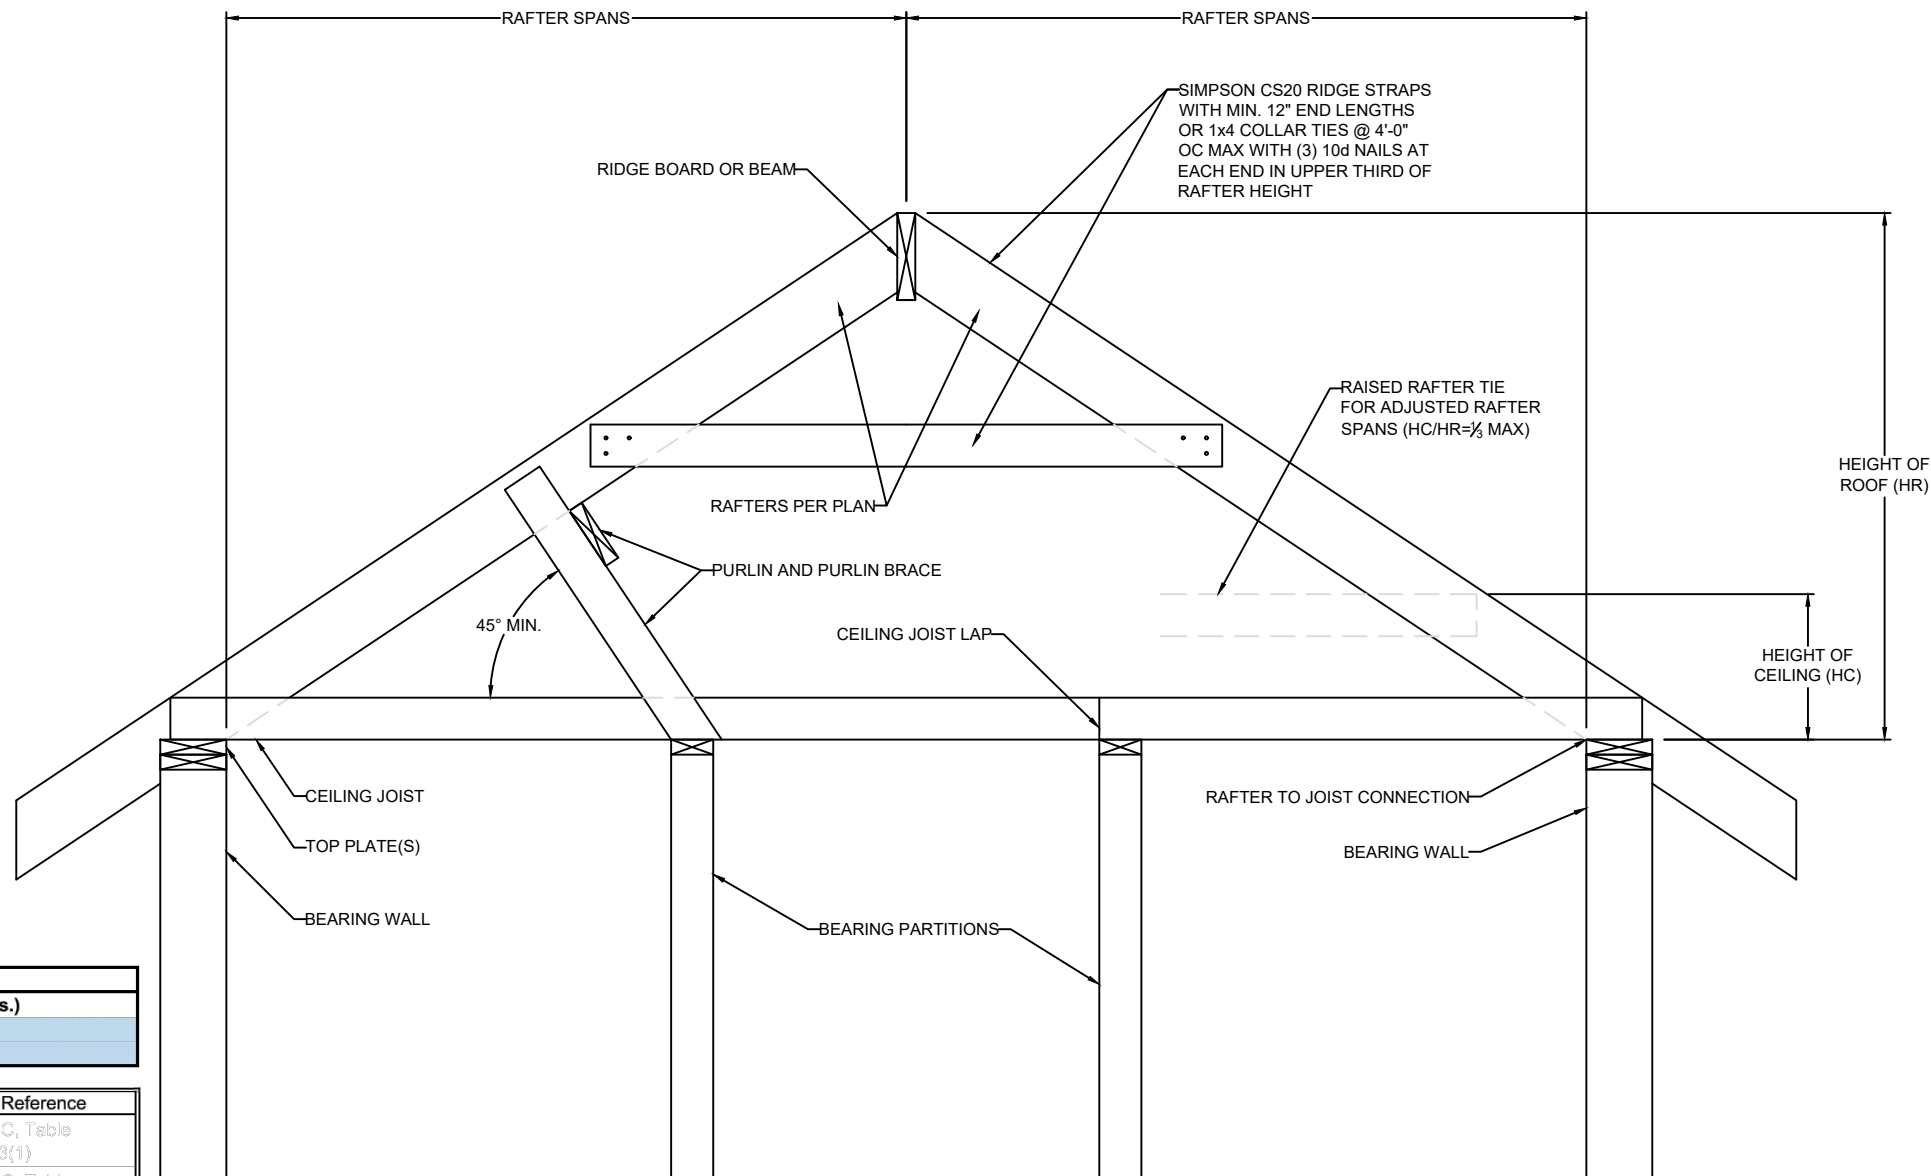 RAFTER SPANS
RAFTER SPANS
SIMPSON CS20 RIDGE STRAPS
WITH MIN. 12" END LENGTHS
OR 1x4 COLLAR TIES @ 4'-0"
OC MAX WITH (3) 10d NAILS AT
EACH END IN UPPER THIRD OF
RAFTER HEIGHT
RIDGE BOARD OR BEAM
RAISED RAFTER TIE
FOR ADJUSTED RAFTER
SPANS (HC/HR=⅓ MAX)
HEIGHT OF
ROOF (HR)
RAFTERS PER PLAN
PURLIN AND PURLIN BRACE
45° MIN.
CEILING JOIST LAP
HEIGHT OF
CEILING (HC)
CEILING JOIST
RAFTER TO JOIST CONNECTION
TOP PLATE(S)
BEARING WALL
BEARING WALL
BEARING PARTITIONS
s.)
Reference
C, Table
3(1)